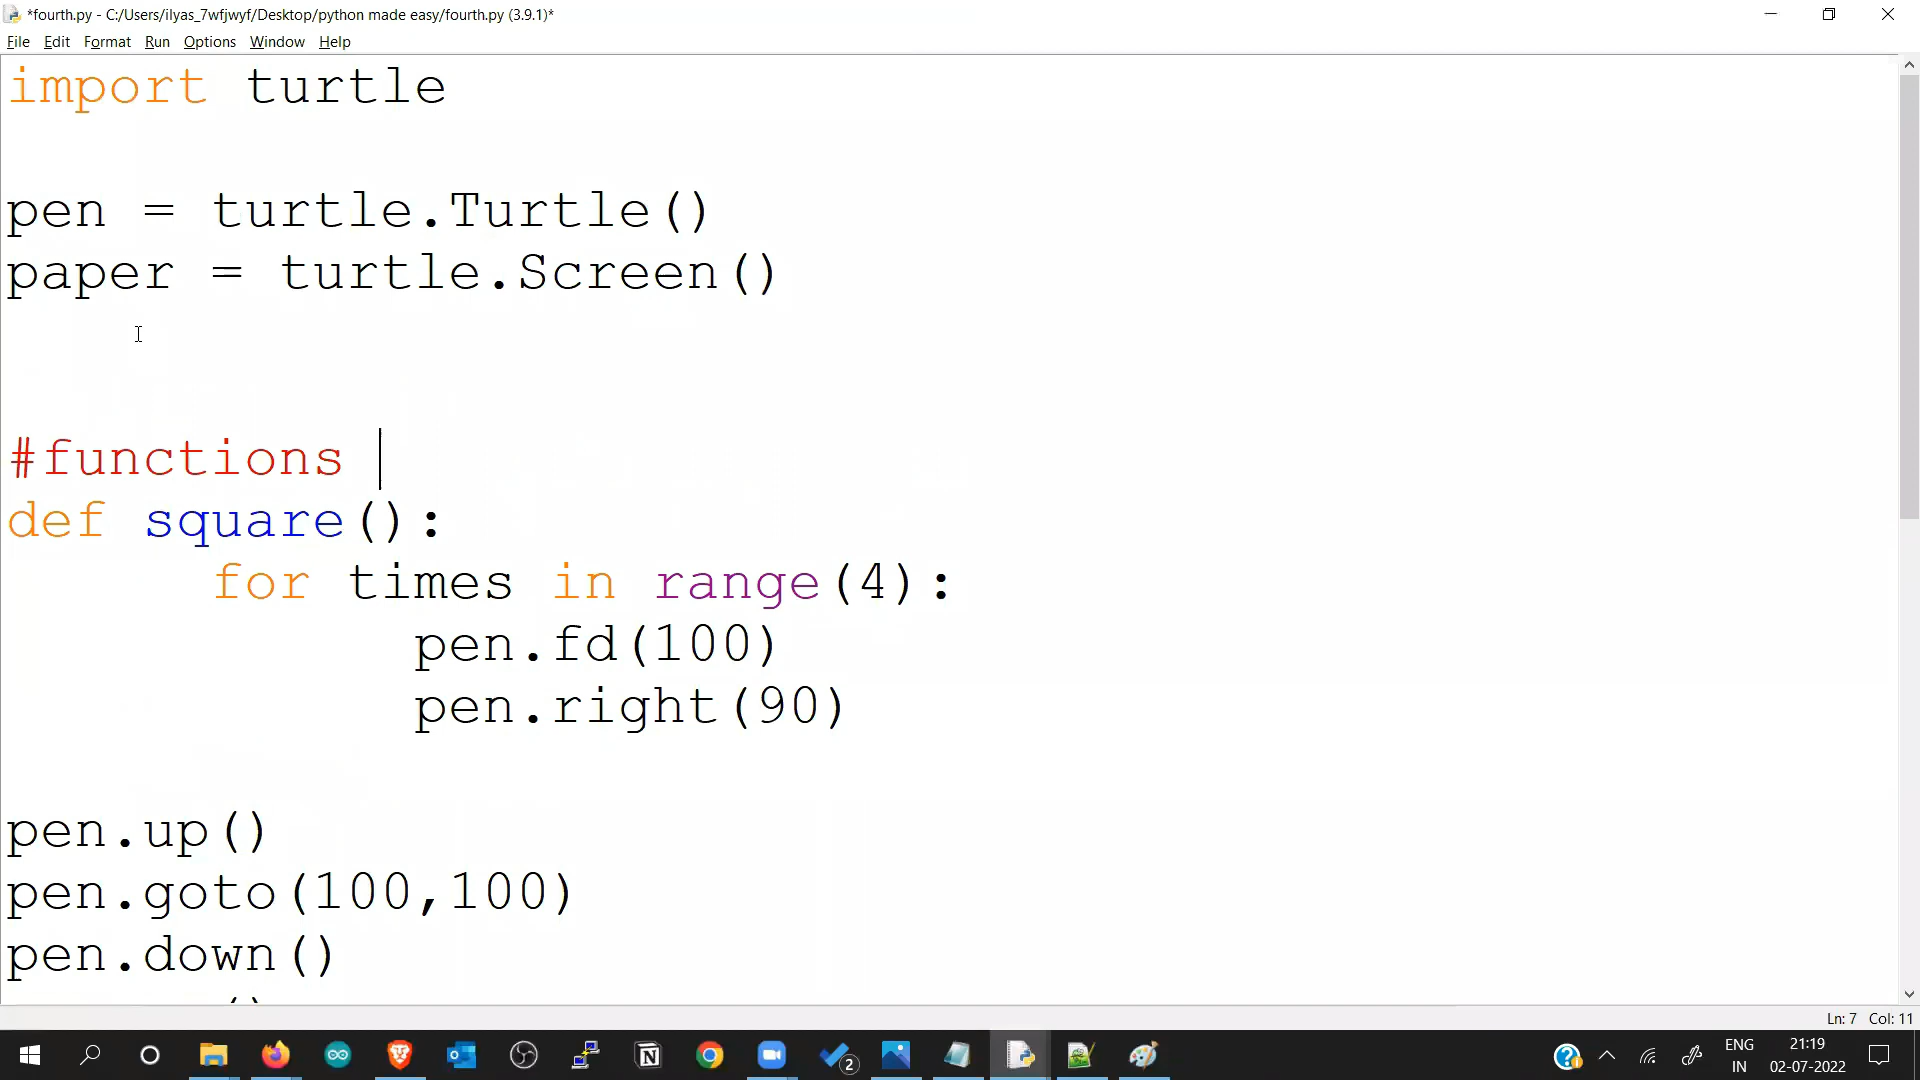 *fourth.py - C:/Users/ilyas_7wfjwyf/Desktop/python made easy/fourth.py (3.9.1)*
File Edit Format Run Options Window Help
import turtle
pen = turtle.Turtle()
paper = turtle.Screen()
#functions
def square():
for times in range(4):
pen.fd(100)
pen.right(90)
pen.up()
pen.goto(100,100)
pen.down()
Ln: 7 Col: 11
2
ENG
IN
21:19
02-07-2022